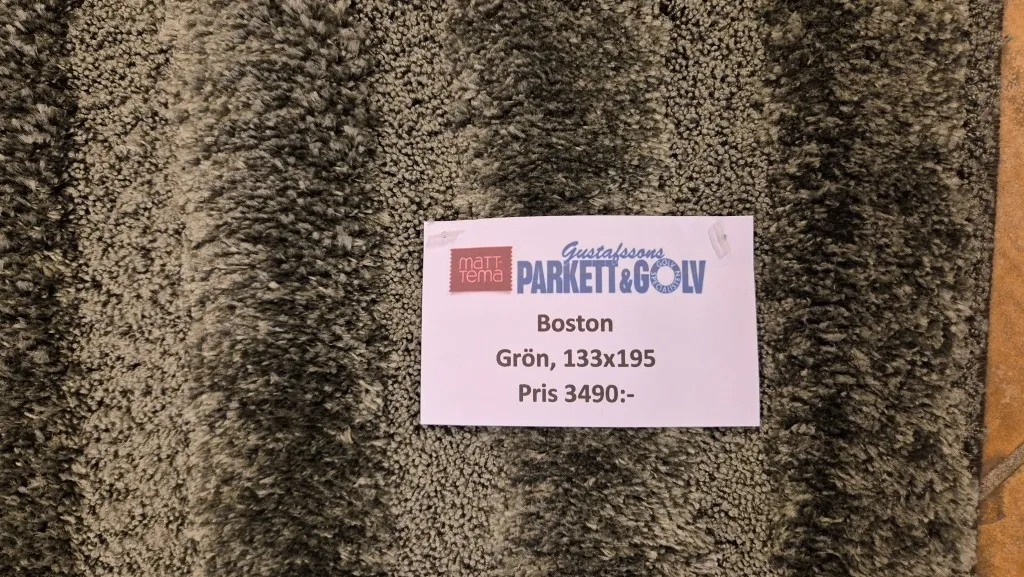 MATT
TEMA
Gustafssons
PARKETT&GOLV
Boston
Grön, 133x195
Pris 3490:-